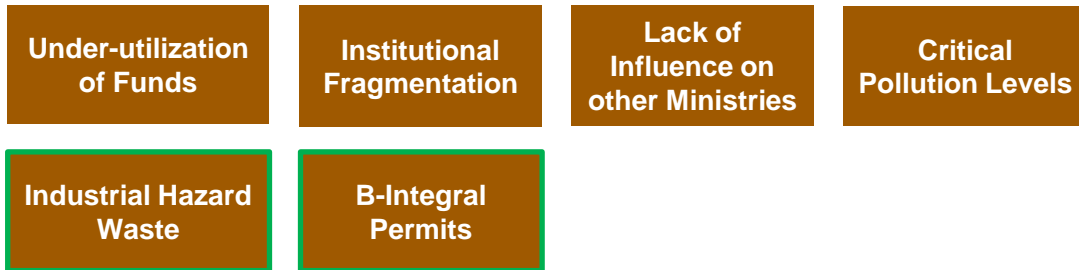 Under-utilization
of Funds
Institutional
Fragmentation
Lack of
Influence on
other Ministries
Critical
Pollution Levels
Industrial Hazard
Waste
B-Integral
Permits